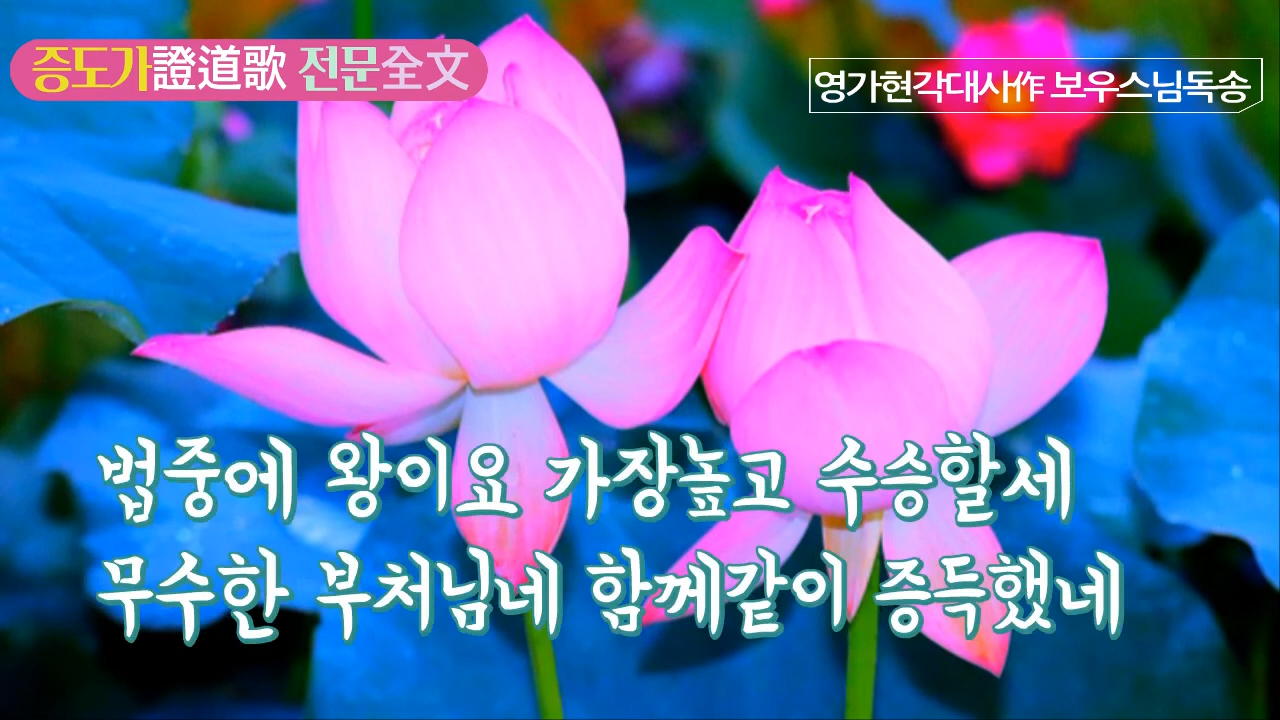 증도가證道歌 전문全文
영가현각대사作 보우스님독송
법중에 왕이요 가장높고 수승할세
무수한 부처님네 함께같이 증득했네